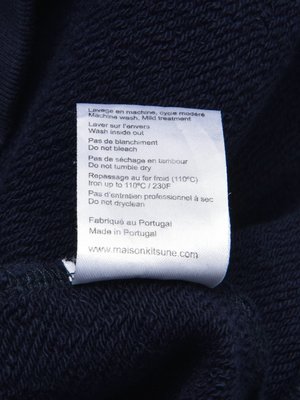 Lavage en machine, cycle modéré
Machine wash, Mild treatment
Laver sur l'envers
Wash inside out
Pas de blanchiment
Do not bleach
Pas de séchage en tambour
Do not tumble dry
Repassage au fer froid (110ºC)
Iron up to 110ºC / 230F
Pas d'entretien professionnel à sec
Do not dryclean
Fabriqué au Portugal
Made in Portugal
www.maisonkitsune.com